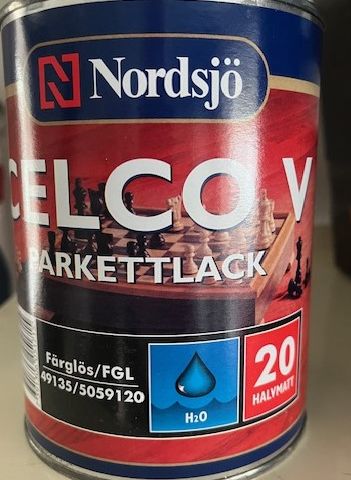 N Nordsjö
CELCO V
PARKETTLACK
Färglös/FGL
49135/5059120
H₂O
20
HALVMATT